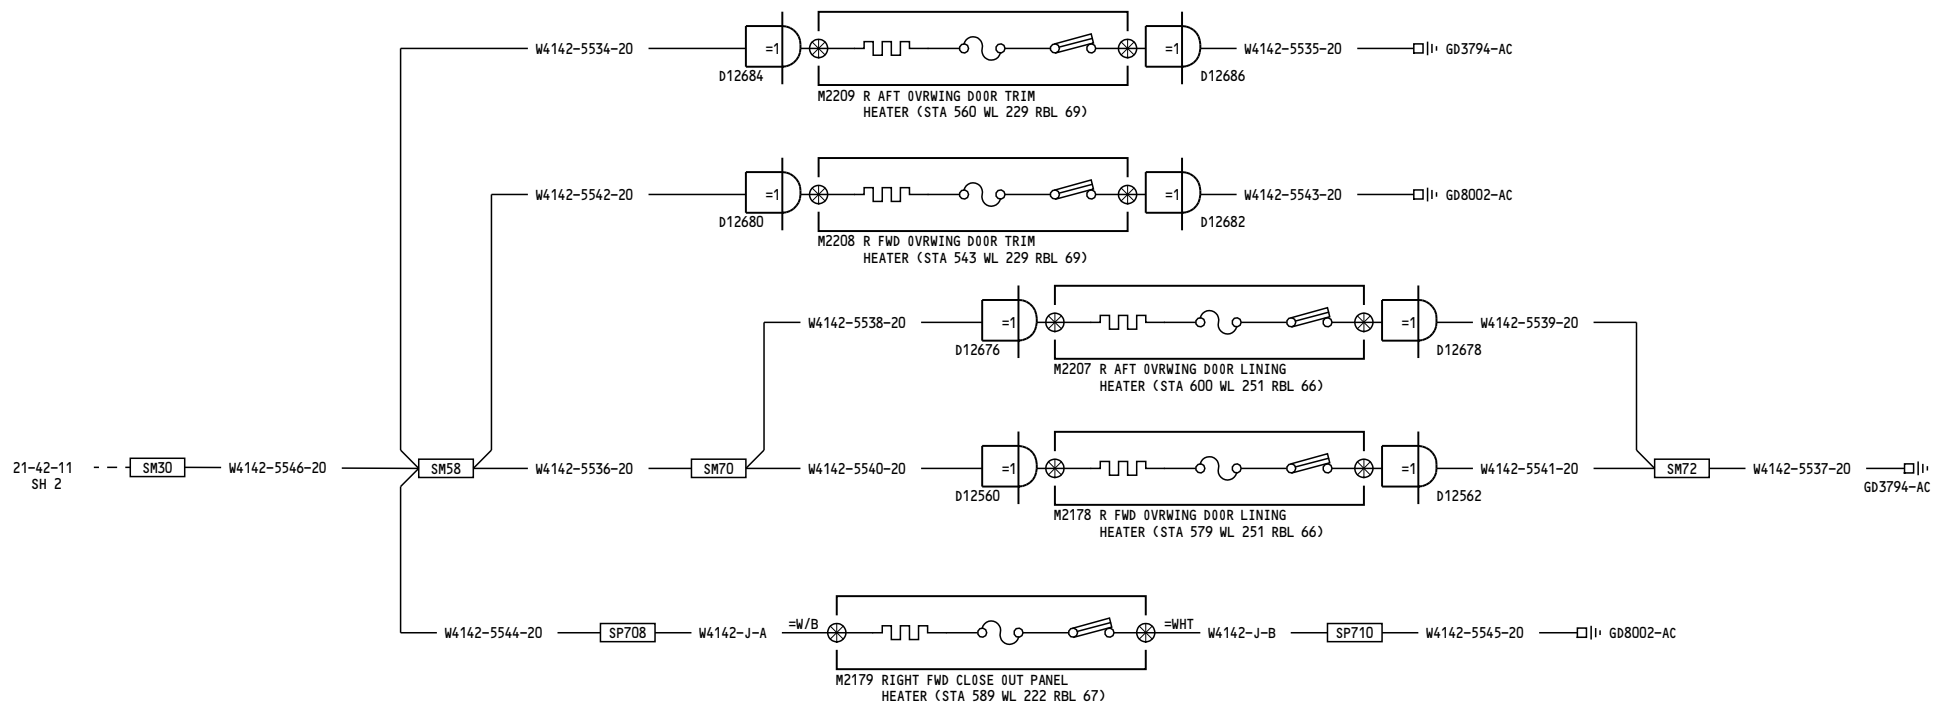 W4142-5534-20
=1
D12684
=1
D12686
W4142-5535-20
GD3794-AC
M2209 R AFT OVRWING DOOR TRIM
HEATER (STA 560 WL 229 RBL 69)
W4142-5542-20
=1
D12680
=1
D12682
W4142-5543-20
GD8002-AC
M2208 R FWD OVRWING DOOR TRIM
HEATER (STA 543 WL 229 RBL 69)
W4142-5538-20
=1
D12676
=1
D12678
W4142-5539-20
M2207 R AFT OVRWING DOOR LINING
HEATER (STA 600 WL 251 RBL 66)
21-42-11
SH 2
SM30
W4142-5546-20
SM58
W4142-5536-20
SM70
W4142-5540-20
=1
D12560
=1
D12562
W4142-5541-20
SM72
W4142-5537-20
GD3794-AC
M2178 R FWD OVRWING DOOR LINING
HEATER (STA 579 WL 251 RBL 66)
W4142-5544-20
SP708
W4142-J-A
=W/B
=WHT
W4142-J-B
SP710
W4142-5545-20
GD8002-AC
M2179 RIGHT FWD CLOSE OUT PANEL
HEATER (STA 589 WL 222 RBL 67)